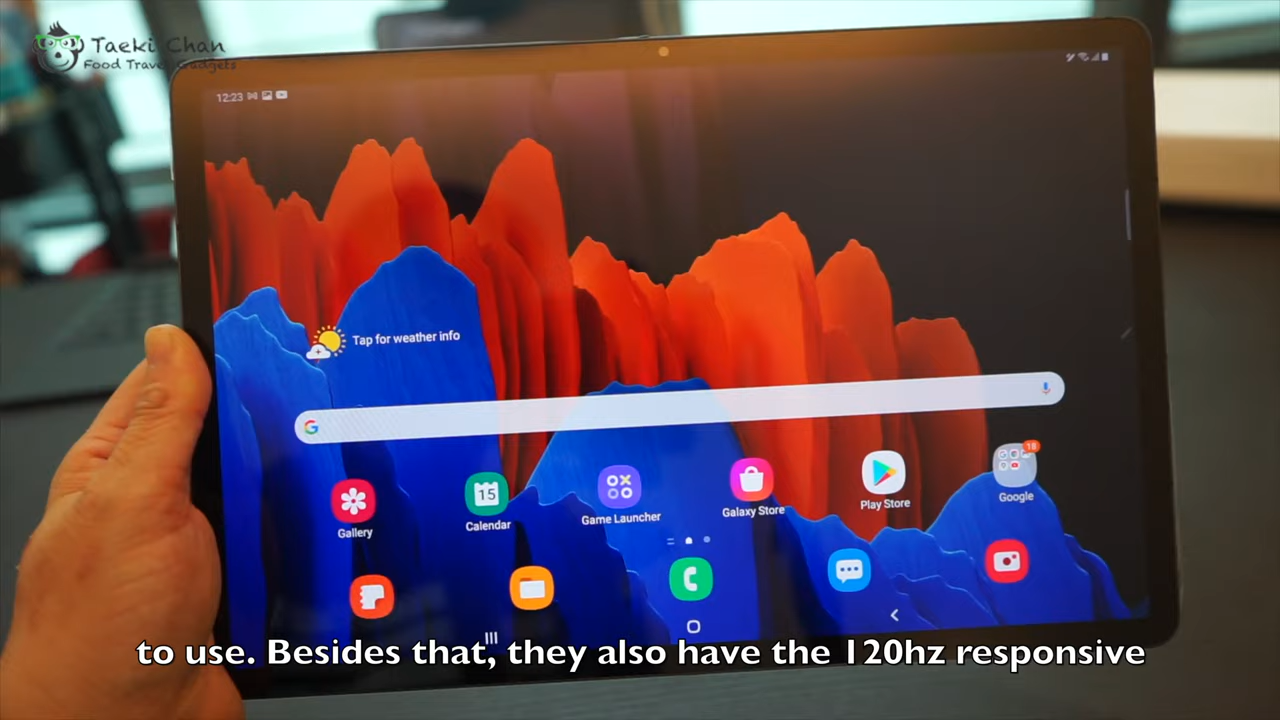 Taeki Chan
Food Travel Gadgets
12:23
Tap for weather info
G
18
15
Gallery
Calendar
Game Launcher
Galaxy Store
Play Store
Google
to use. Besides that, they also have the 120hz responsive